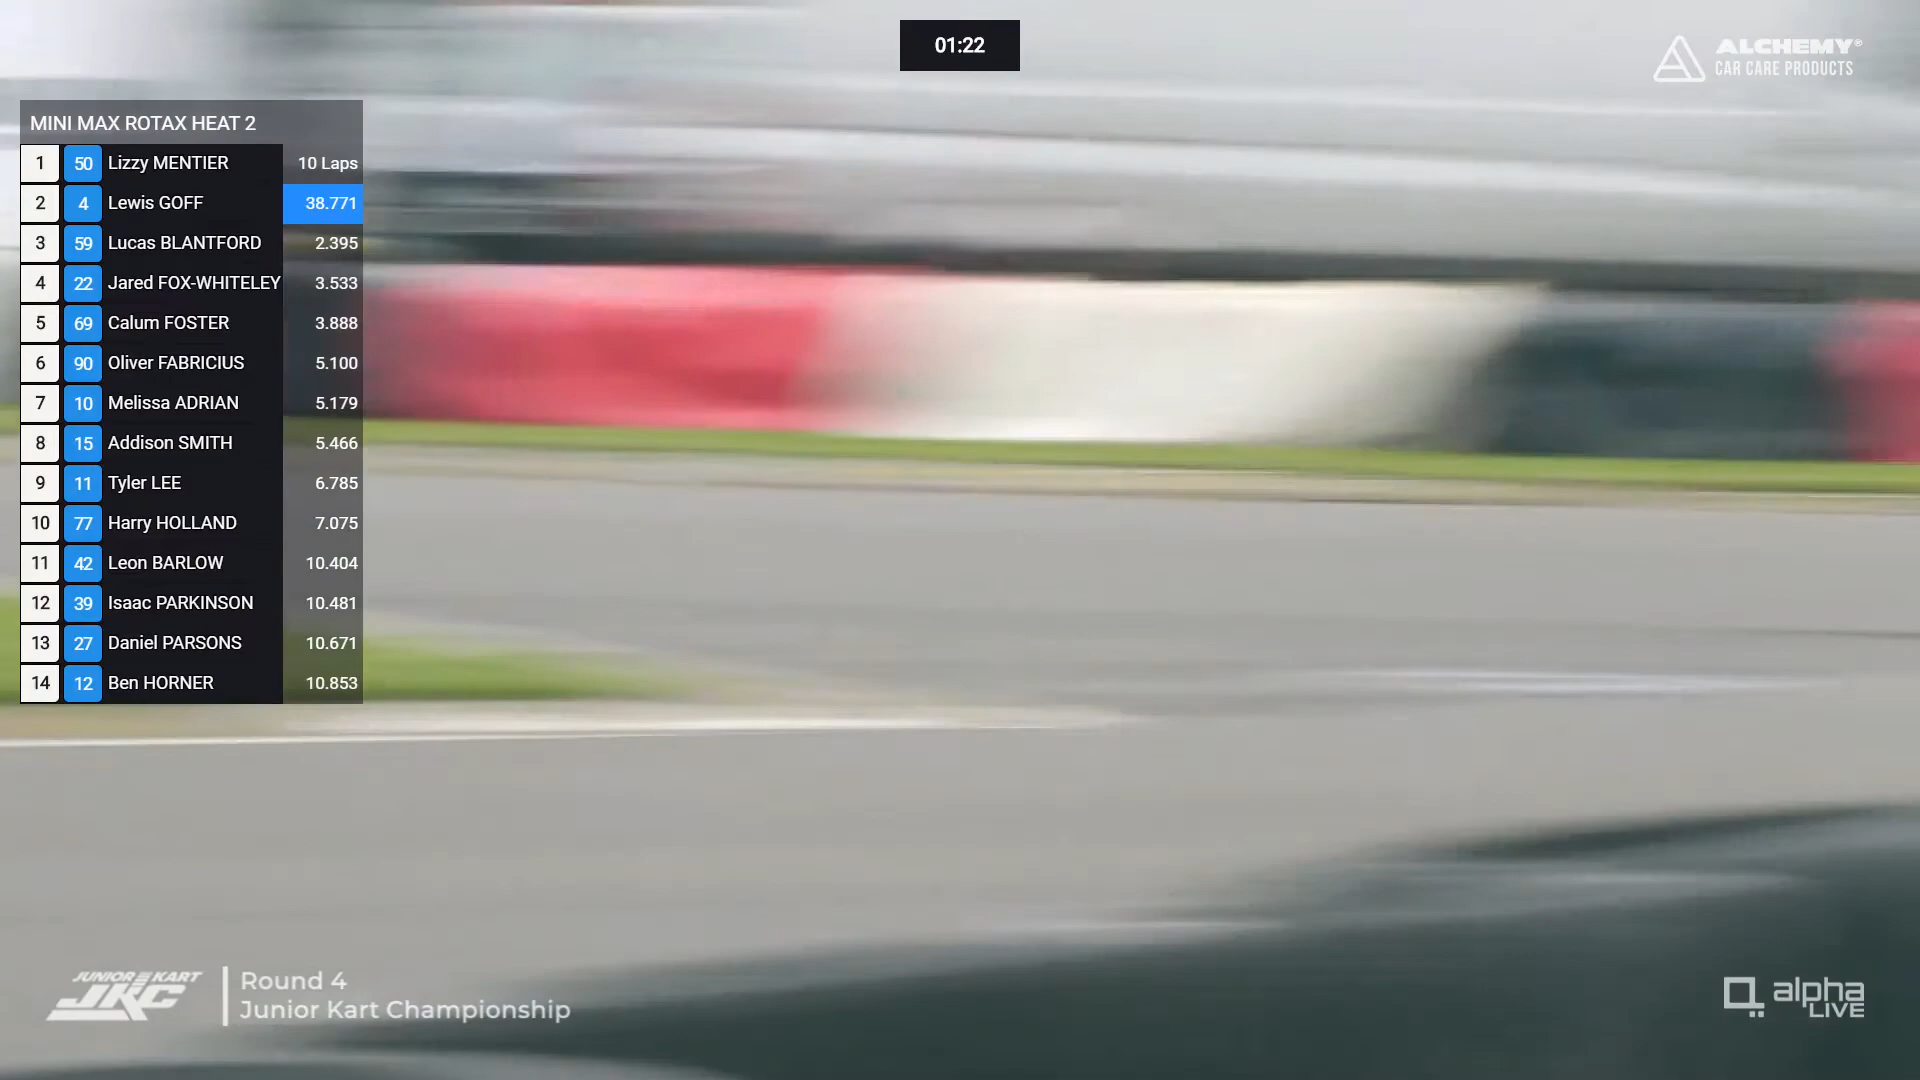 01:22
ALCHEMY®
CAR CARE PRODUCTS
MINI MAX ROTAX HEAT 2
1 50 Lizzy MENTIER 10 Laps
2 4 Lewis GOFF 38.771
3 59 Lucas BLANTFORD 2.395
4 22 Jared FOX-WHITELEY 3.533
5 69 Calum FOSTER 3.888
6 90 Oliver FABRICIUS 5.100
7 10 Melissa ADRIAN 5.179
8 15 Addison SMITH 5.466
9 11 Tyler LEE 6.785
10 77 Harry HOLLAND 7.075
11 42 Leon BARLOW 10.404
12 39 Isaac PARKINSON 10.481
13 27 Daniel PARSONS 10.671
14 12 Ben HORNER 10.853
JUNIOR KART
JKC
Round 4
Junior Kart Championship
alpha
LIVE